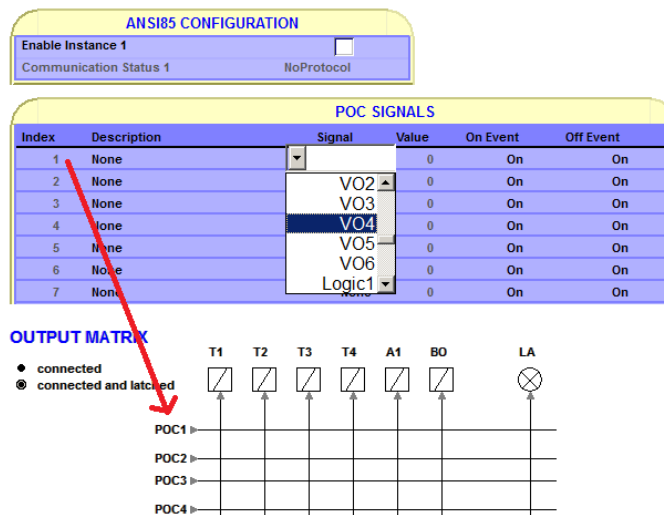 ANSI85 CONFIGURATION
Enable Instance 1
Communication Status 1 NoProtocol
POC SIGNALS
Index Description Signal Value On Event Off Event
1 None 0 On On
2 None VO2 0 On On
3 None VO3 0 On On
4 None VO4 0 On On
5 None VO5 0 On On
6 None VO6 0 On On
7 None Logic1 0 On On
None
OUTPUT MATRIX
T1 T2 T3 T4 A1 BO LA
connected
connected and latched
POC1
POC2
POC3
POC4